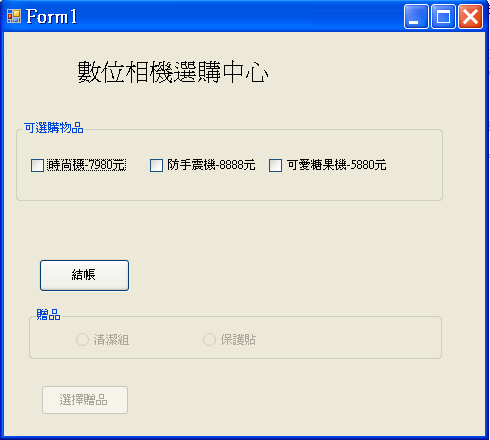 Form1
數位相機選購中心
可選購物品
時尚機-7980元 防手震機-8888元 可愛糖果機-5880元
結帳
贈品
清潔組 保護貼
選擇贈品